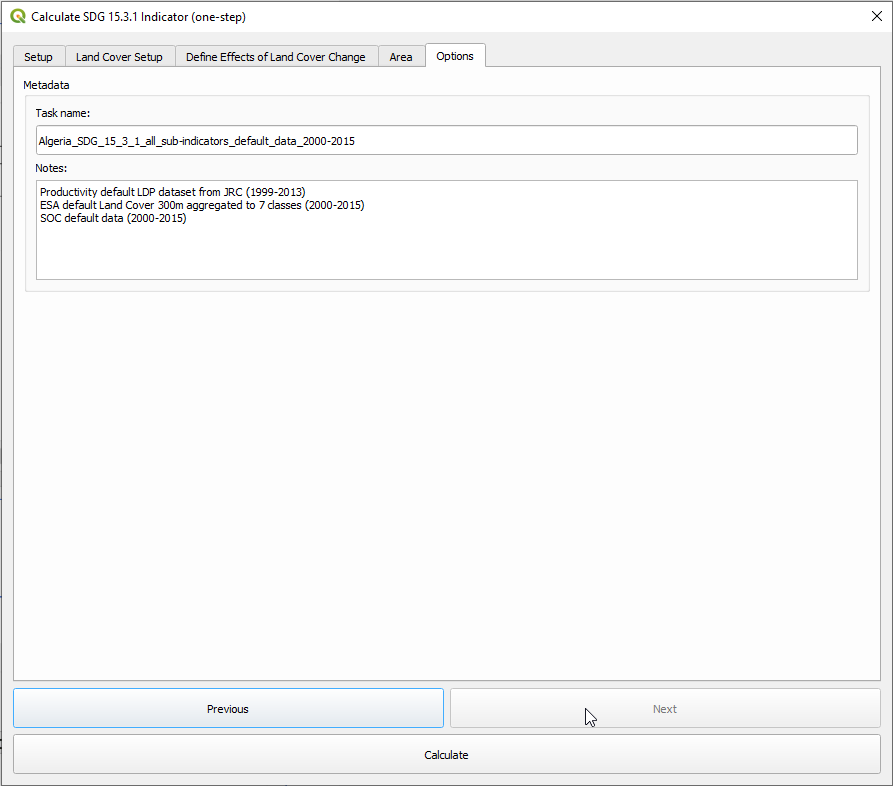 Calculate SDG 15.3.1 Indicator (one-step)
Setup
Land Cover Setup
Define Effects of Land Cover Change
Area
Options
Metadata
Task name:
Algeria_SDG_15_3_1_all_sub-indicators_default_data_2000-2015
Notes:
Productivity default LDP dataset from JRC (1999-2013)
ESA default Land Cover 300m aggregated to 7 classes (2000-2015)
SOC default data (2000-2015)
Previous
Next
Calculate